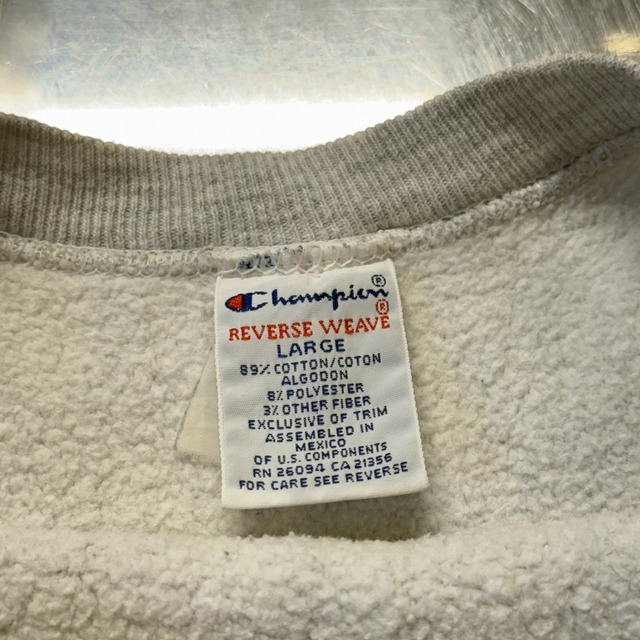 Champion®
REVERSE WEAVE®
LARGE
89% COTTON/COTON
ALGODON
8% POLYESTER
3% OTHER FIBER
EXCLUSIVE OF TRIM
ASSEMBLED IN
MEXICO
OF U.S. COMPONENTS
RN 26094 CA 21356
FOR CARE SEE REVERSE